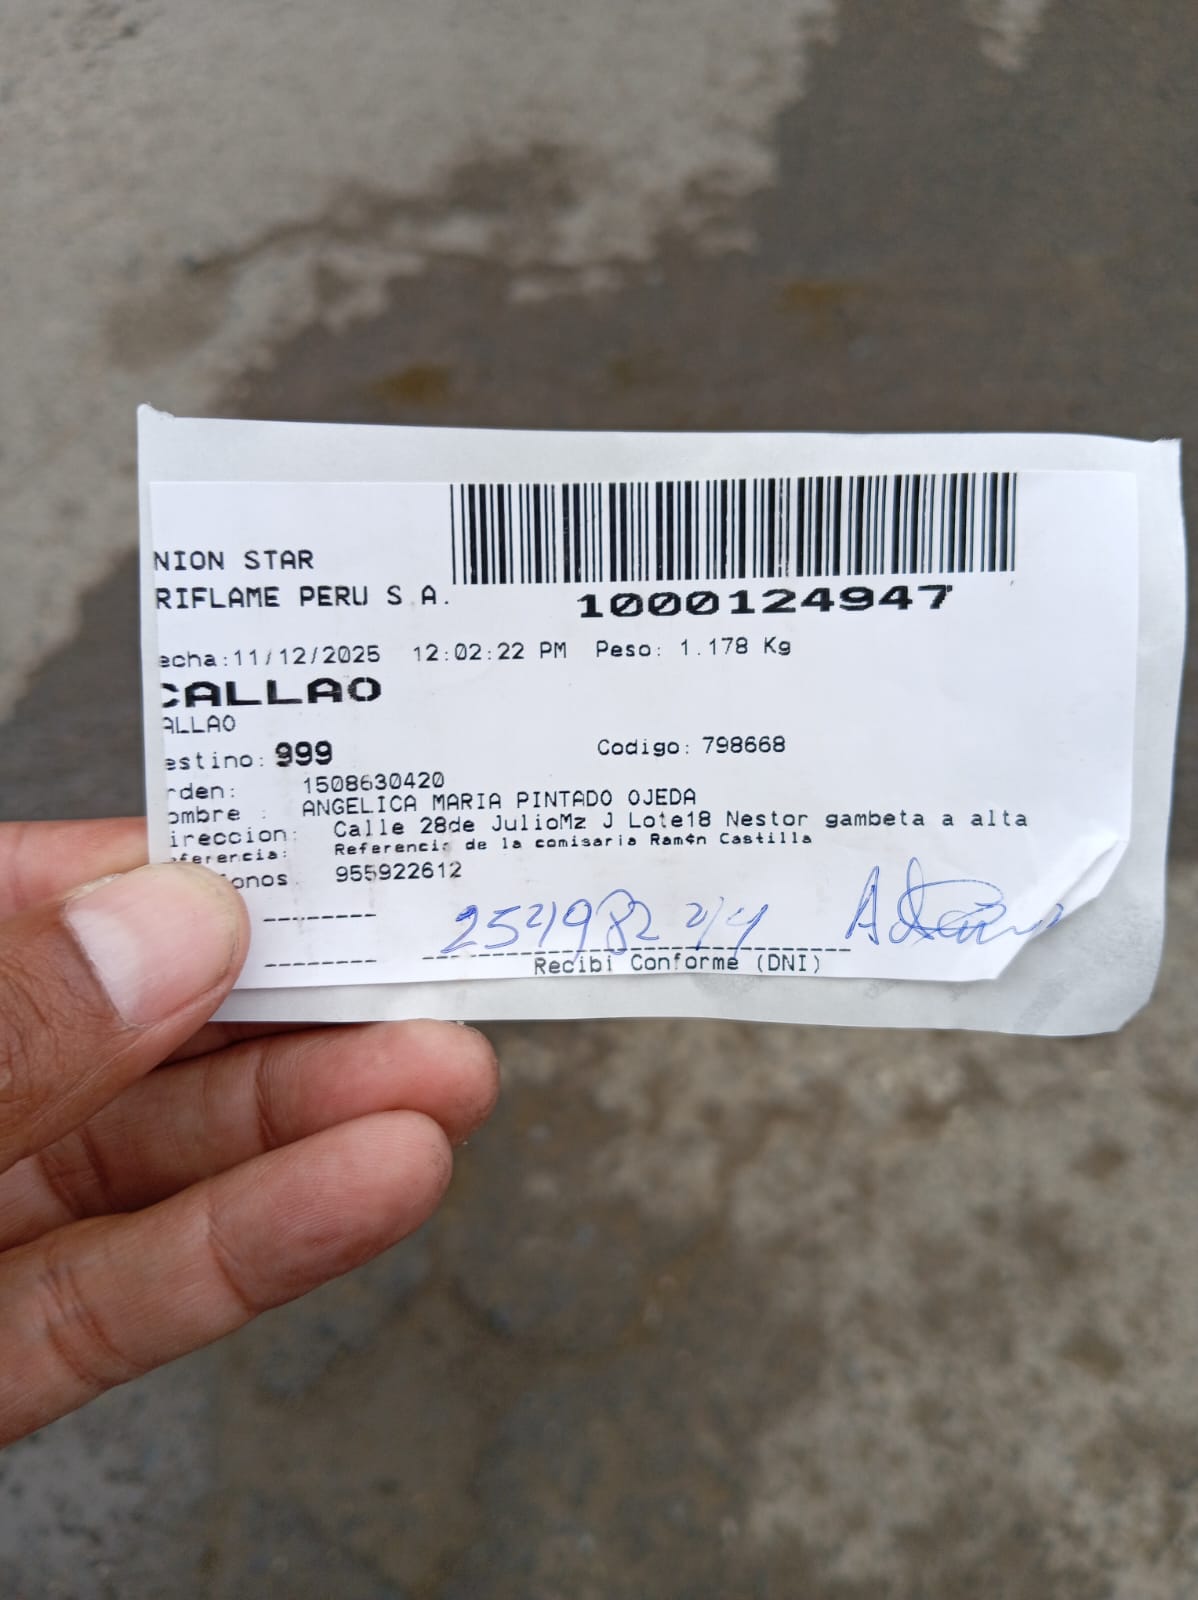 NION STAR
RIFLAME PERU S.A.
1000124947
echa:11/12/2025 12:02:22 PM Peso: 1.178 Kg
CALLAO
ALLAO
estino: 999 Codigo: 798668
rden: 1508630420
ombre : ANGELICA MARIA PINTADO OJEDA
ireccion: Calle 28de JulioMz J Lote18 Nestor gambeta a alta
ferencia: Referencia de la comisaria Ram¢n Castilla
onos. 955922612
Recibi Conforme (DNI)